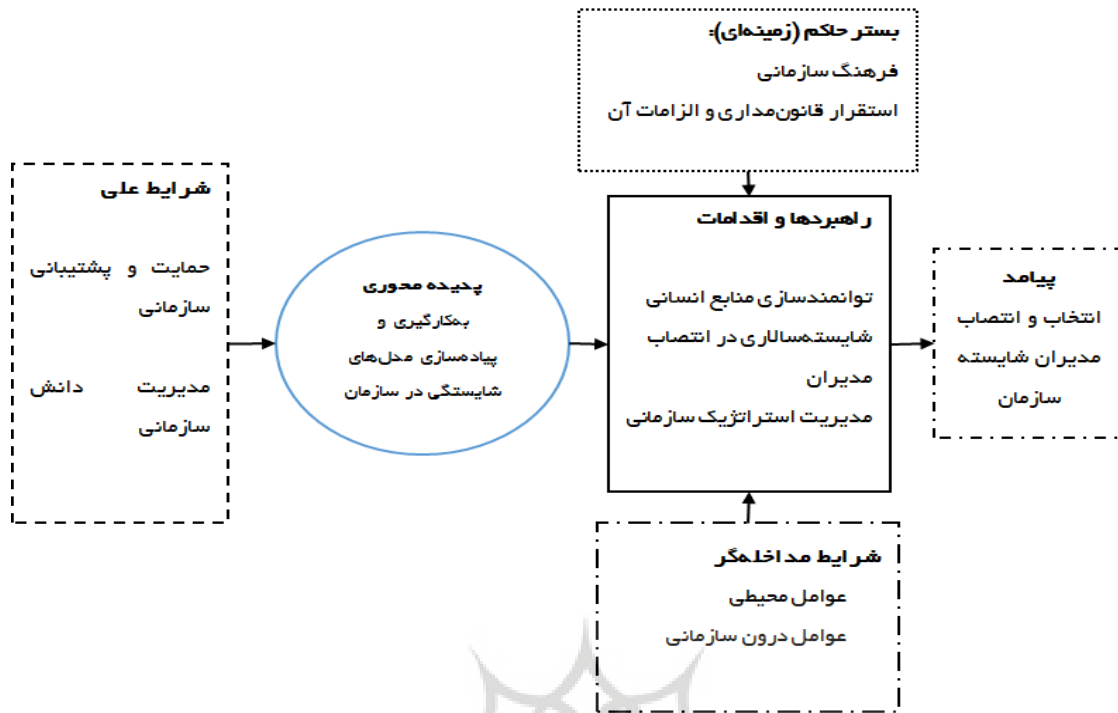 بستر حاکم (زمینه‌ای):
فرهنگ سازمانی
استقرار قانون‌مداری و الزامات آن
شرایط علی
حمایت و پشتیبانی
سازمانی
مدیریت دانش
سازمانی
پدیده محوری
به‌کارگیری و
پیاده‌سازی مدل‌های
شایستگی در سازمان
راهبردها و اقدامات
توانمندسازی منابع انسانی
شایسته‌سالاری در انتصاب
مدیران
مدیریت استراتژیک سازمانی
پیامد
انتخاب و انتصاب
مدیران شایسته
سازمان
شرایط مداخله‌گر
عوامل محیطی
عوامل درون سازمانی